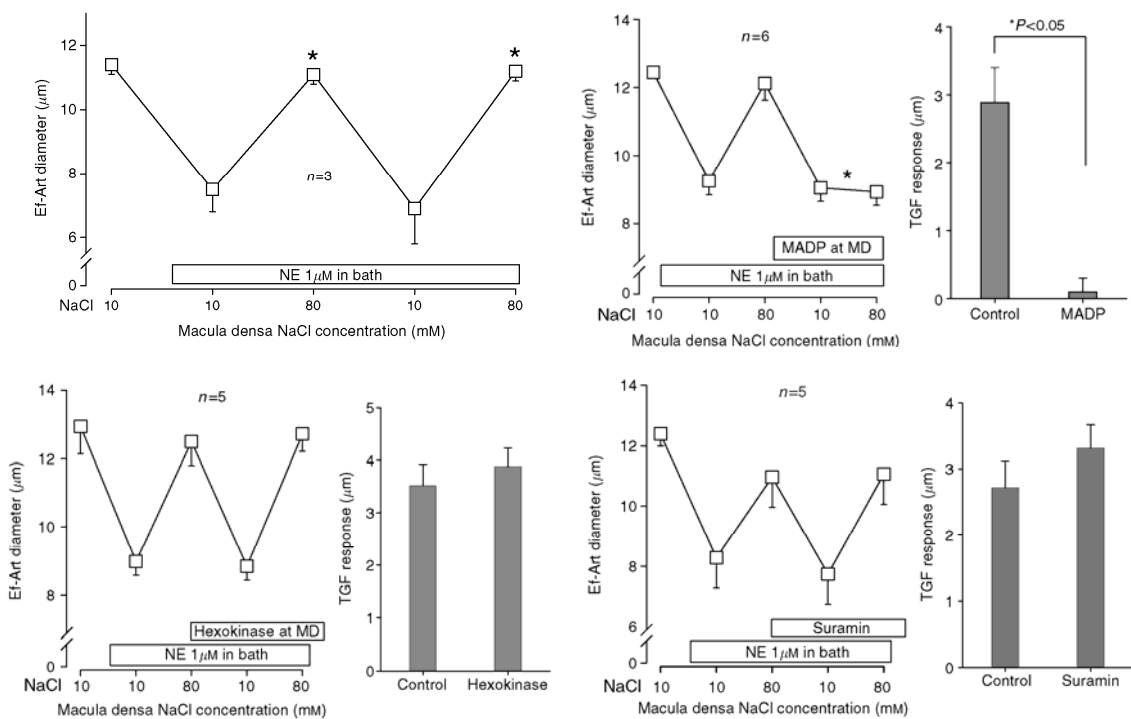 12
10
8
6
0
Ef-Art diameter (μm)
*
*
n=3
NE 1μM in bath
NaCl
10
10
80
10
80
Macula densa NaCl concentration (mM)
14
12
10
8
0
Ef-Art diameter (μm)
n=6
*
MADP at MD
NE 1μM in bath
NaCl
10
10
80
10
80
Macula densa NaCl concentration (mM)
4
3
2
1
0
TGF response (μm)
*P<0.05
Control
MADP
14
12
10
8
0
Ef-Art diameter (μm)
n=5
Hexokinase at MD
NE 1μM in bath
NaCl
10
10
80
10
80
Macula densa NaCl concentration (mM)
5
4
3
2
1
0
TGF response (μm)
Control
Hexokinase
14
12
10
8
6
0
Ef-Art diameter (μm)
n=5
Suramin
NE 1μM in bath
NaCl
10
10
80
10
80
Macula densa NaCl concentration (mM)
4
3
2
1
0
TGF response (μm)
Control
Suramin